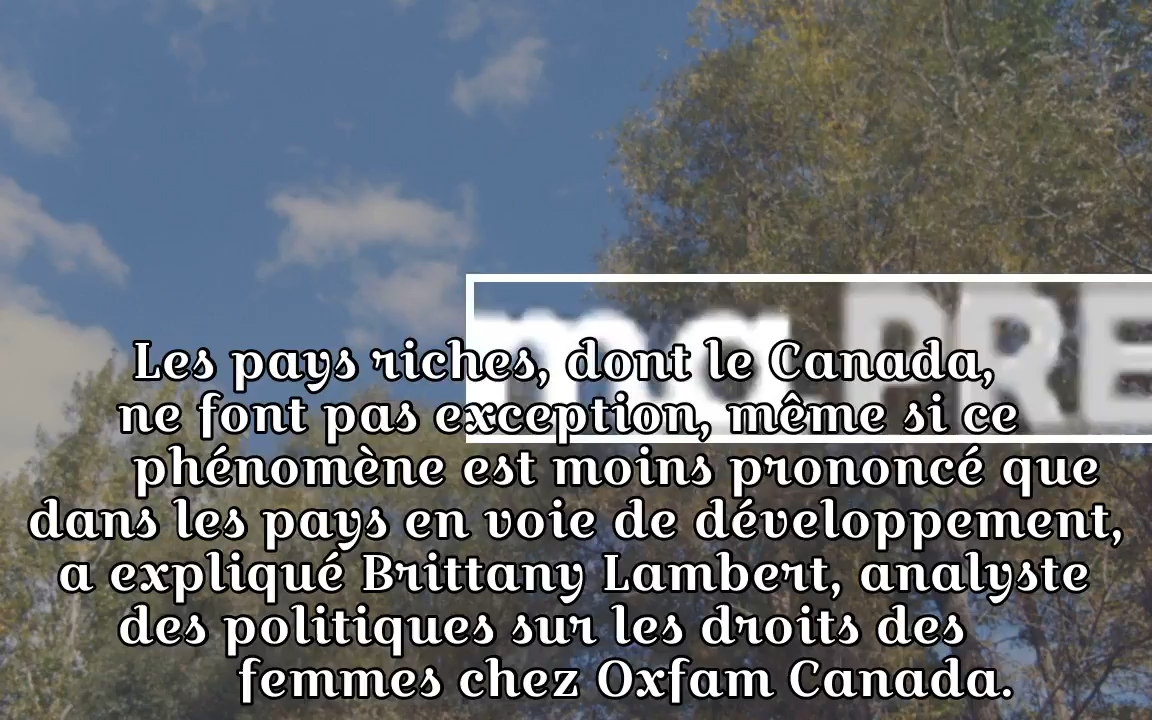 ma PRE
Les pays riches, dont le Canada,
ne font pas exception, même si ce
phénomène est moins prononcé que
dans les pays en voie de développement,
a expliqué Brittany Lambert, analyste
des politiques sur les droits des
femmes chez Oxfam Canada.